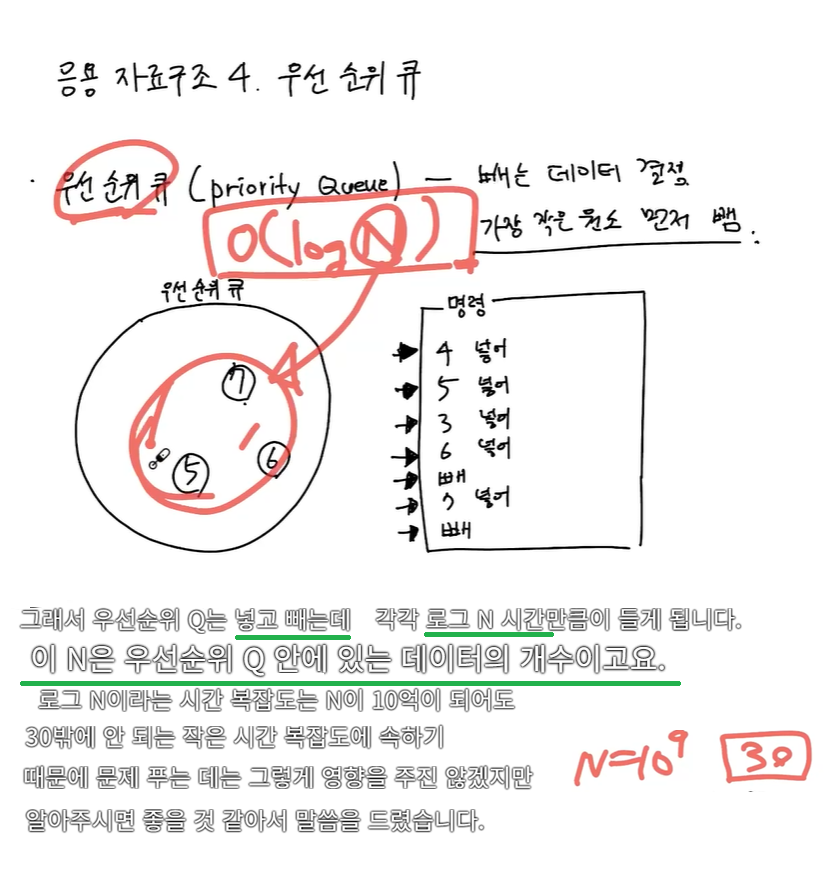 응용 자료구조 4. 우선 순위 큐
· 우선 순위 큐 (priority Queue) — 빼는 데이터 결정
가장 작은 원소 먼저 뺌.
O(log N)
우선 순위 큐
7
5
6
명령
4 넣어
5 넣어
3 넣어
6 넣어
빼
7 넣어
빼
그래서 우선순위 Q는 넣고 빼는데 각각 로그 N 시간만큼이 들게 됩니다.
이 N은 우선순위 Q 안에 있는 데이터의 개수이고요.
로그 N이라는 시간 복잡도는 N이 10억이 되어도
30밖에 안 되는 작은 시간 복잡도에 속하기
때문에 문제 푸는 데는 그렇게 영향을 주진 않겠지만
알아주시면 좋을 것 같아서 말씀을 드렸습니다.
N=10⁹ 30